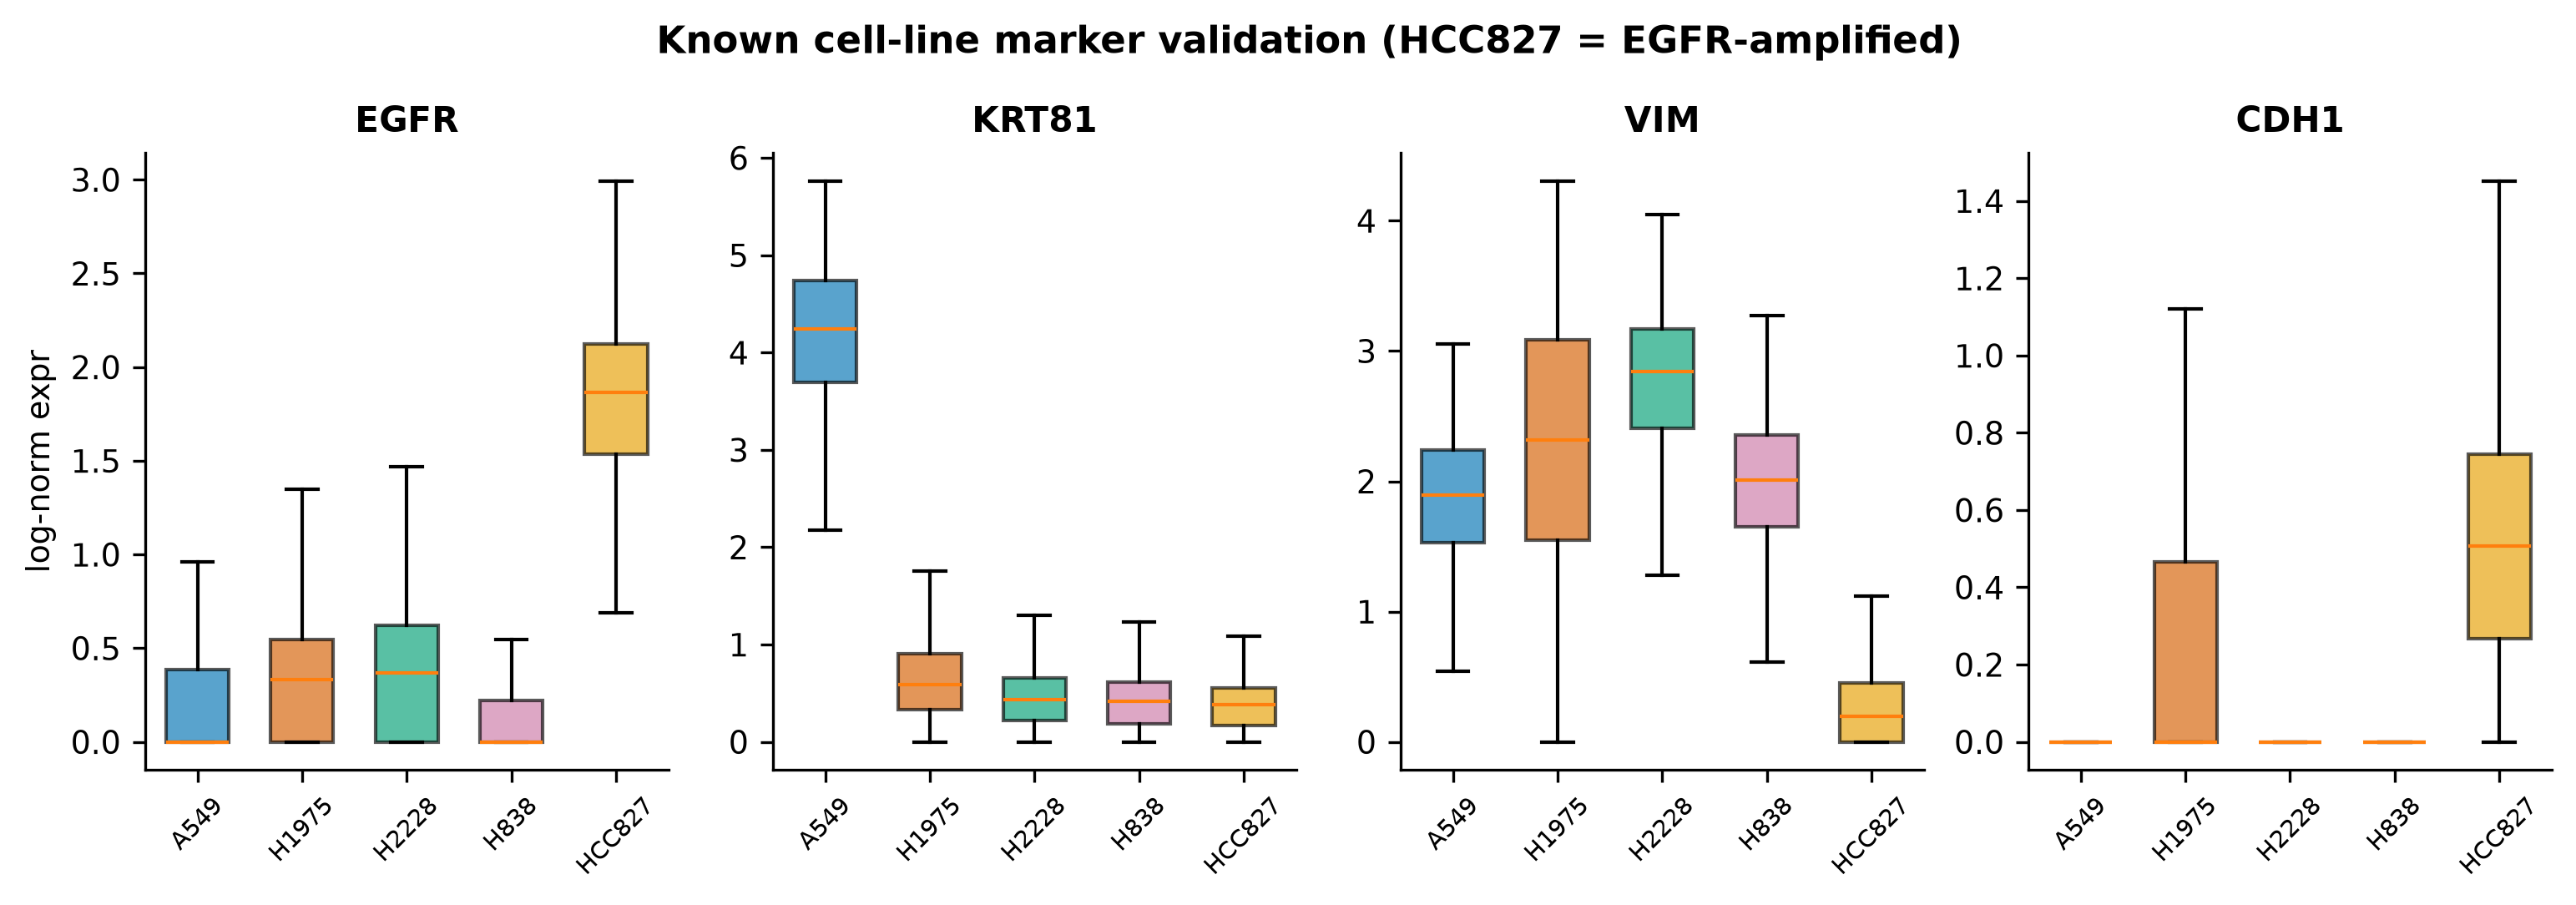 Known cell-line marker validation (HCC827 = EGFR-amplified)
EGFR
log-norm expr
3.0
2.5
2.0
1.5
1.0
0.5
0.0
A549
H1975
H2228
H838
HCC827
KRT81
6
5
4
3
2
1
0
A549
H1975
H2228
H838
HCC827
VIM
4
3
2
1
0
A549
H1975
H2228
H838
HCC827
CDH1
1.4
1.2
1.0
0.8
0.6
0.4
0.2
0.0
A549
H1975
H2228
H838
HCC827